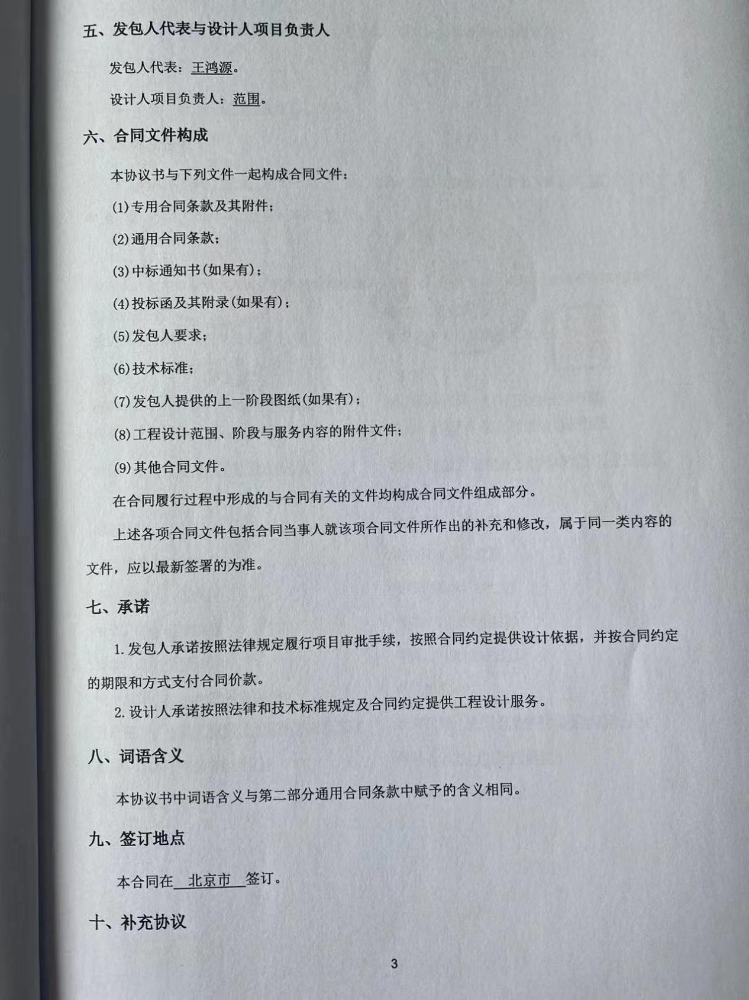 五、发包人代表与设计人项目负责人
发包人代表：王鸿源。
设计人项目负责人：范围。
六、合同文件构成
本协议书与下列文件一起构成合同文件：
(1)专用合同条款及其附件；
(2)通用合同条款；
(3)中标通知书(如果有)；
(4)投标函及其附录(如果有)；
(5)发包人要求；
(6)技术标准；
(7)发包人提供的上一阶段图纸(如果有)；
(8)工程设计范围、阶段与服务内容的附件文件；
(9)其他合同文件。
在合同履行过程中形成的与合同有关的文件均构成合同文件组成部分。
上述各项合同文件包括合同当事人就该项合同文件所作出的补充和修改，属于同一类内容的
文件，应以最新签署的为准。
七、承诺
1.发包人承诺按照法律规定履行项目审批手续，按照合同约定提供设计依据，并按合同约定
的期限和方式支付合同价款。
2.设计人承诺按照法律和技术标准规定及合同约定提供工程设计服务。
八、词语含义
本协议书中词语含义与第二部分通用合同条款中赋予的含义相同。
九、签订地点
本合同在 北京市 签订。
十、补充协议
3